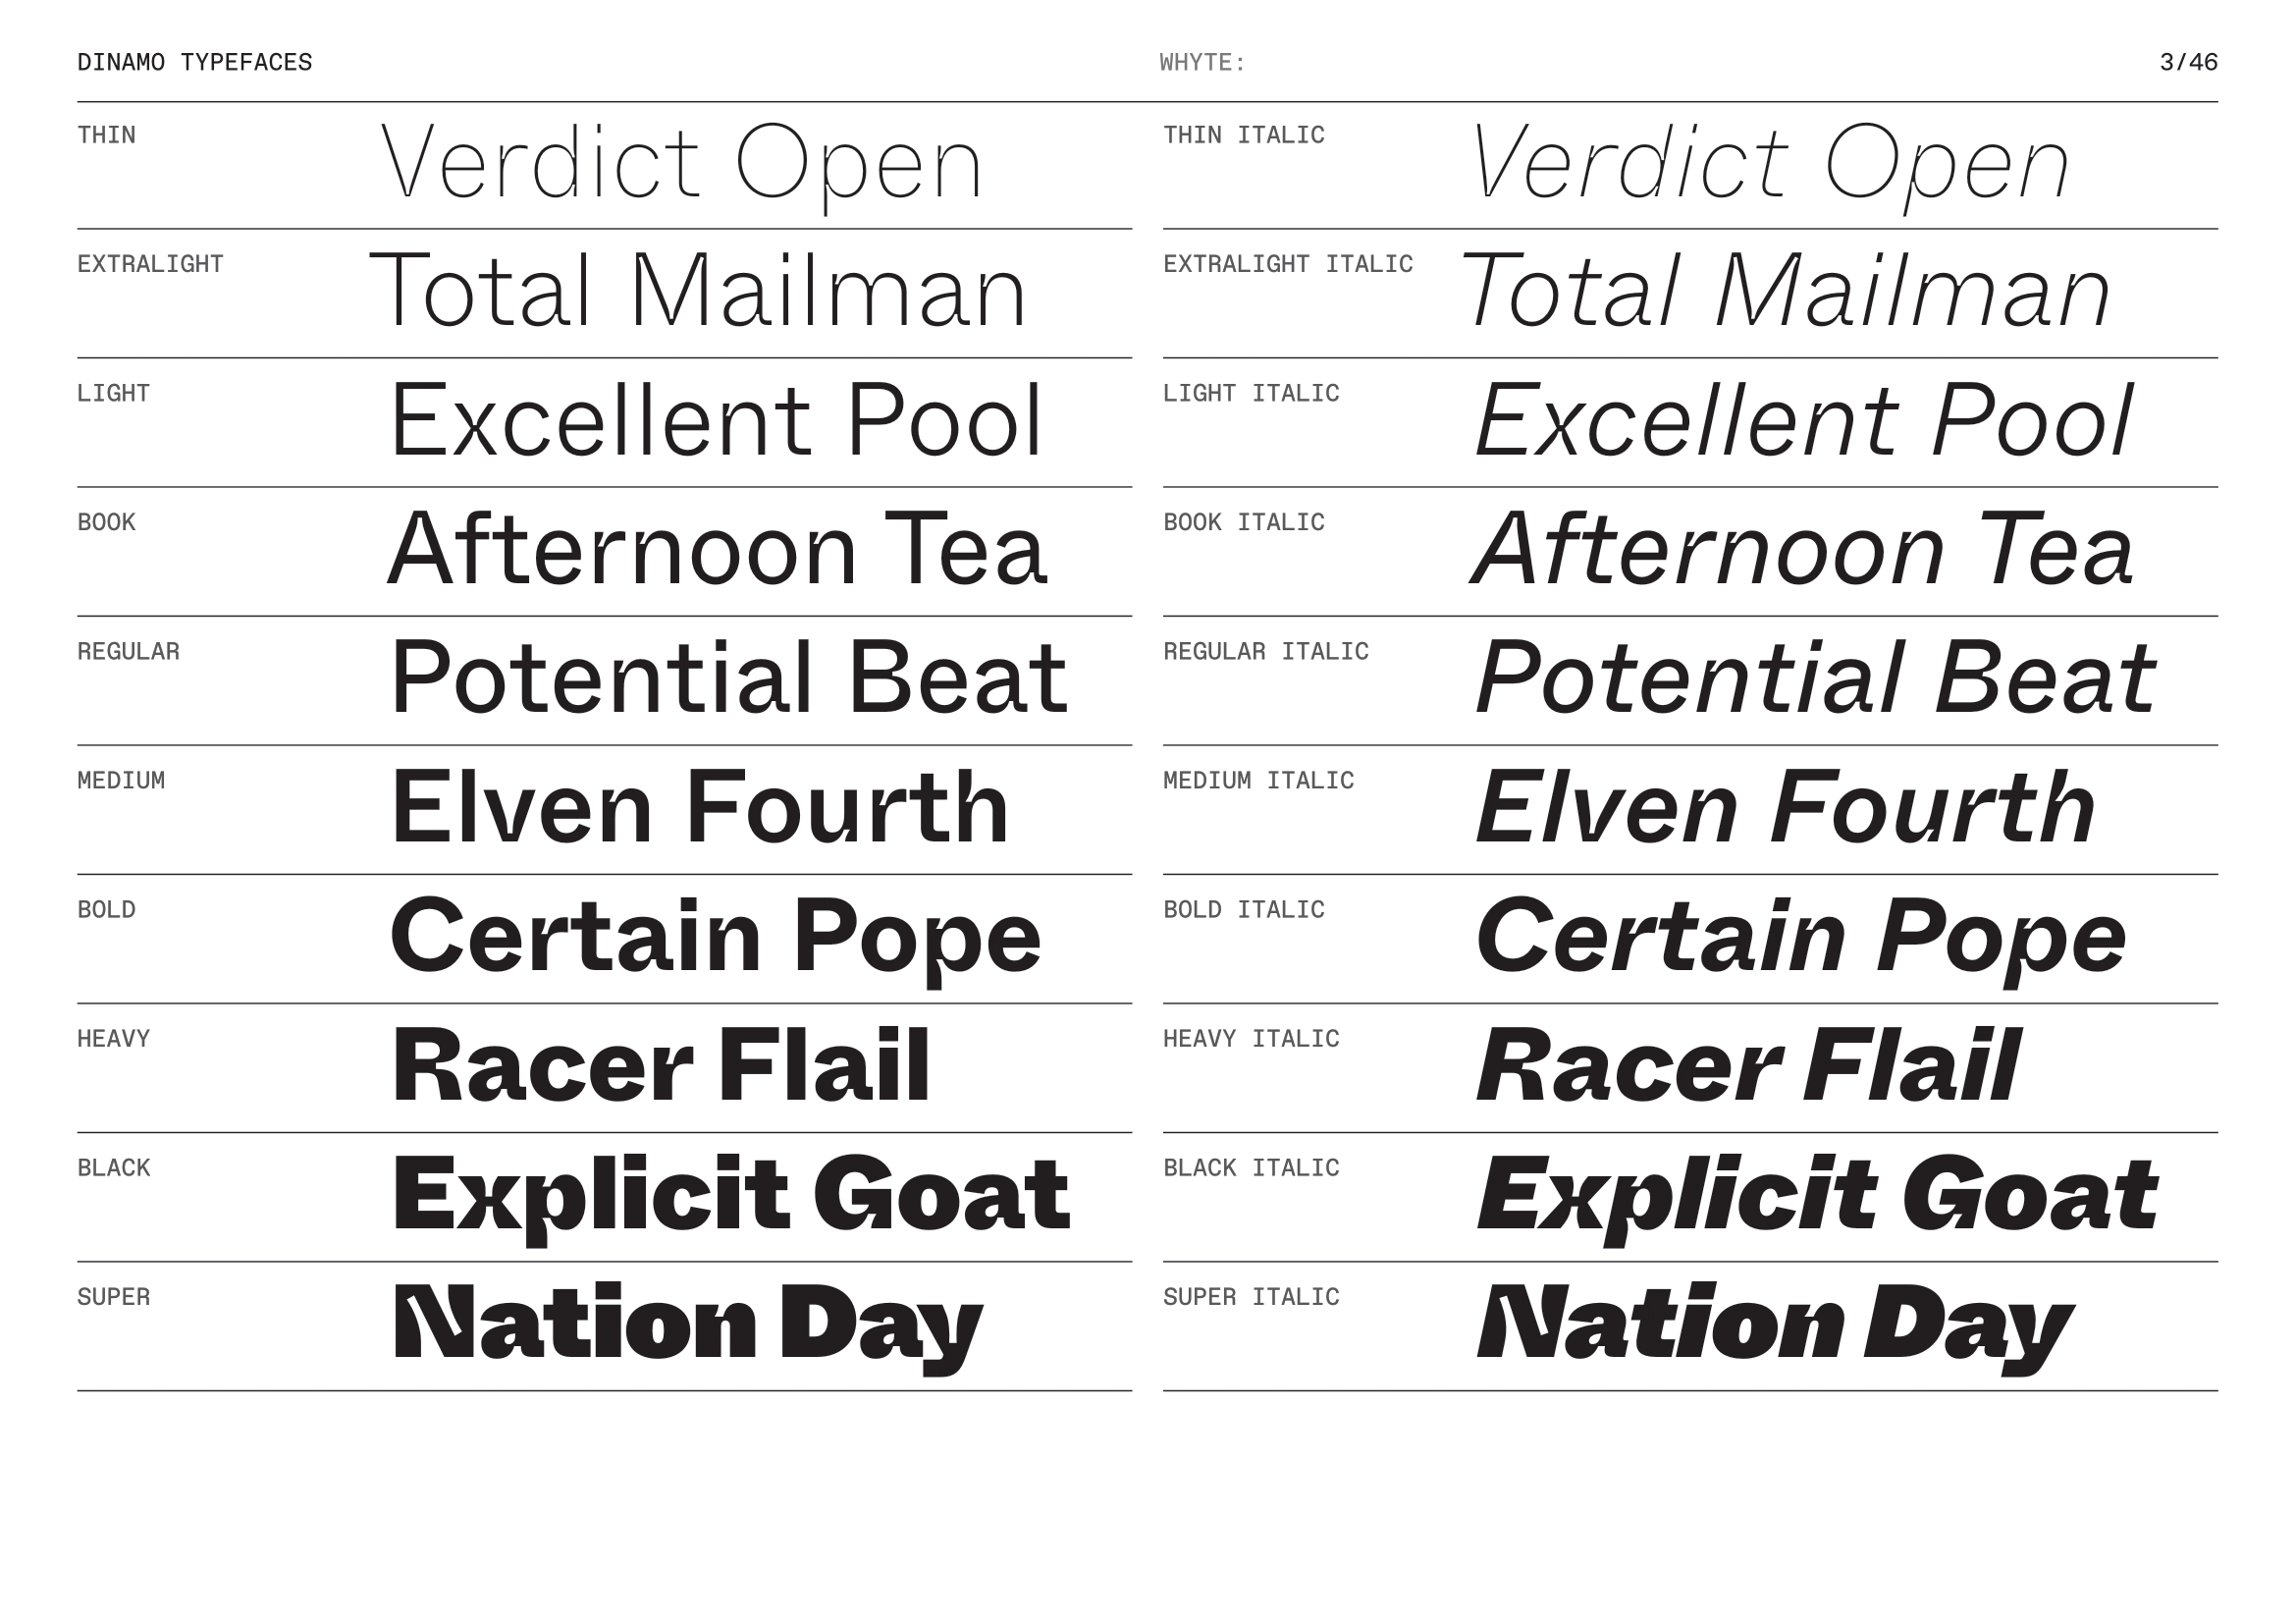 DINAMO TYPEFACES WHYTE: 3/46
THIN Verdict Open THIN ITALIC Verdict Open
EXTRALIGHT Total Mailman EXTRALIGHT ITALIC Total Mailman
LIGHT Excellent Pool LIGHT ITALIC Excellent Pool
BOOK Afternoon Tea BOOK ITALIC Afternoon Tea
REGULAR Potential Beat REGULAR ITALIC Potential Beat
MEDIUM Elven Fourth MEDIUM ITALIC Elven Fourth
BOLD Certain Pope BOLD ITALIC Certain Pope
HEAVY Racer Flail HEAVY ITALIC Racer Flail
BLACK Explicit Goat BLACK ITALIC Explicit Goat
SUPER Nation Day SUPER ITALIC Nation Day